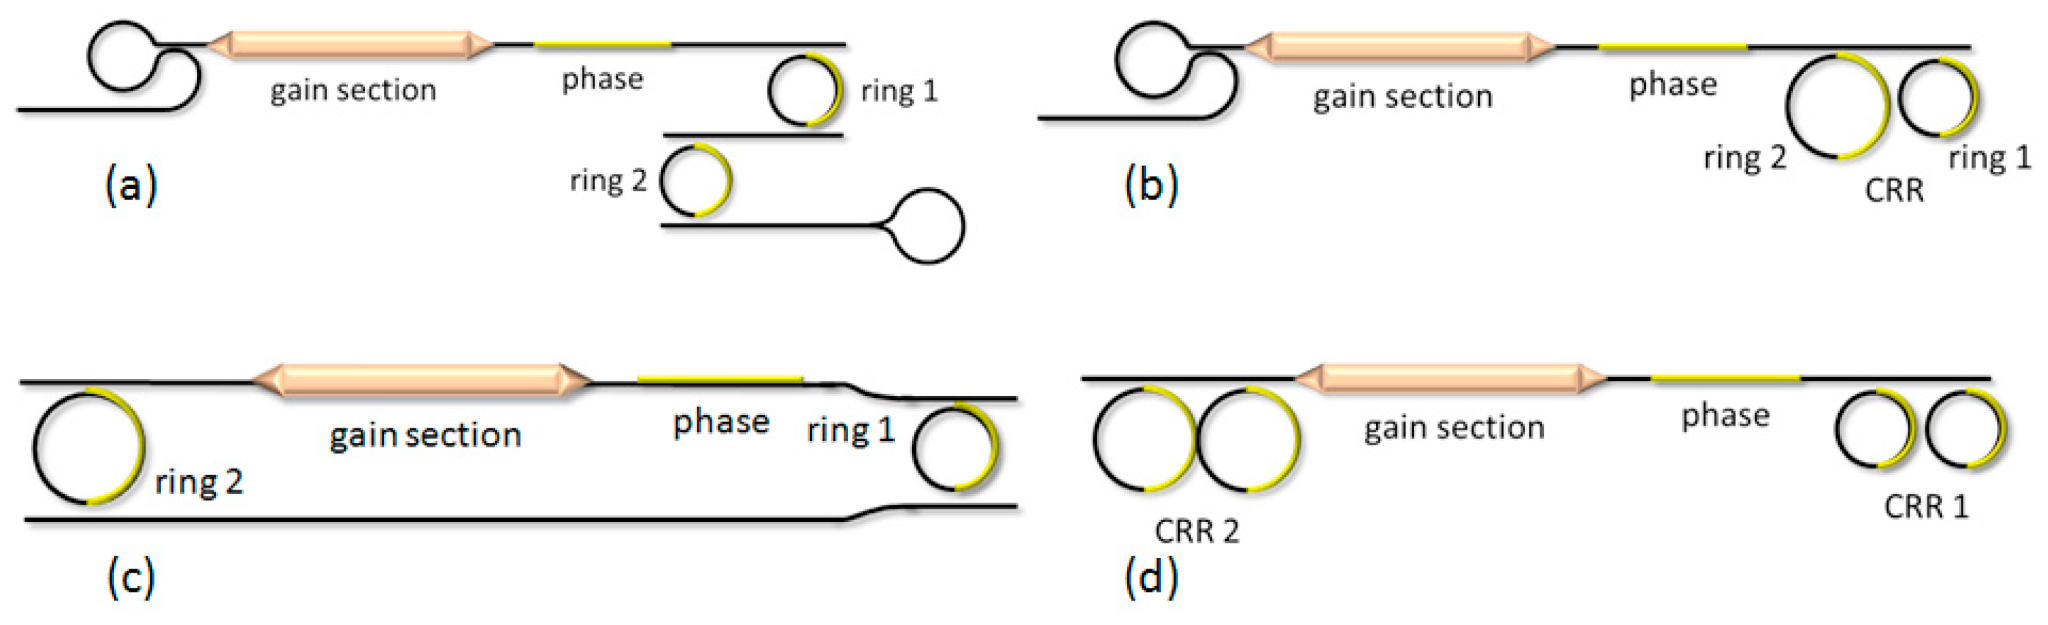 gain section
phase
ring 1
ring 2
(a)
gain section
phase
ring 2
ring 1
CRR
(b)
gain section
phase
ring 1
ring 2
(c)
gain section
phase
CRR 2
CRR 1
(d)